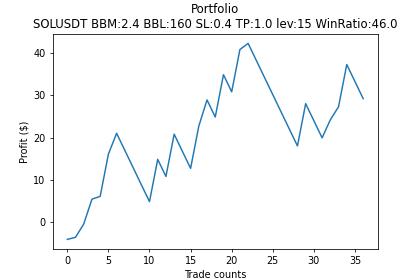 Portfolio
SOLUSDT BBM:2.4 BBL:160 SL:0.4 TP:1.0 lev:15 WinRatio:46.0
40
30
20
10
0
Profit ($)
0 5 10 15 20 25 30 35
Trade counts